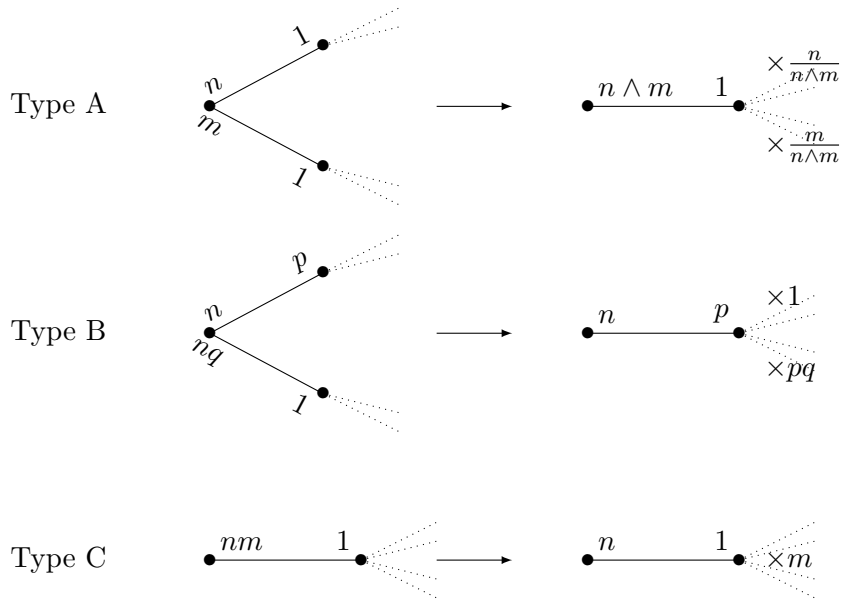 1
n
× n/(n∧m)
Type A
n ∧ m
1
m
× m/(n∧m)
1
p
n
×1
Type B
n
p
nq
×pq
1
Type C
nm
1
n
1
×m